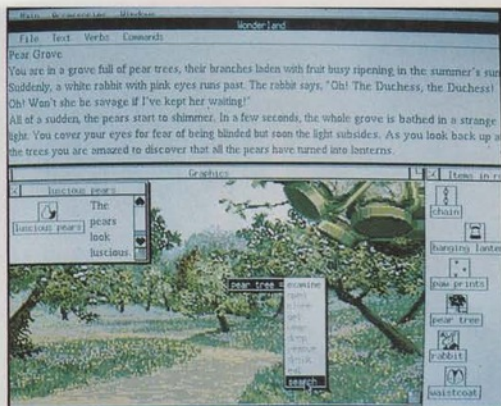 Main Windows
Wonderland
File Text Verbs Commands
Pear Grove
You are in a grove full of pear trees, their branches laden with fruit busy ripening in the summer's sun
Suddenly, a white rabbit with pink eyes runs past. The rabbit says, "Oh! The Duchess, the Duchess!
Oh! Won't she be savage if I've kept her waiting!"
All of a sudden, the pears start to shimmer. In a few seconds, the whole grove is bathed in a strange
light. You cover your eyes for fear of being blinded but soon the light subsides. As you look back up a
the trees you are amazed to discover that all the pears have turned into lanterns.
Graphics
Items in r
luscious pears
The
pears
look
luscious.
luscious pears
chain
hanging lante
paw prints
pear tree
rabbit
waistcoat
pear tree
examine
open
close
get
wear
drop
remove
drink
eat
search